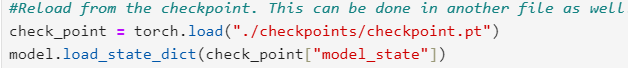 #Reload from the checkpoint. This can be done in another file as well
check_point = torch.load("./checkpoints/checkpoint.pt")
model.load_state_dict(check_point["model_state"])